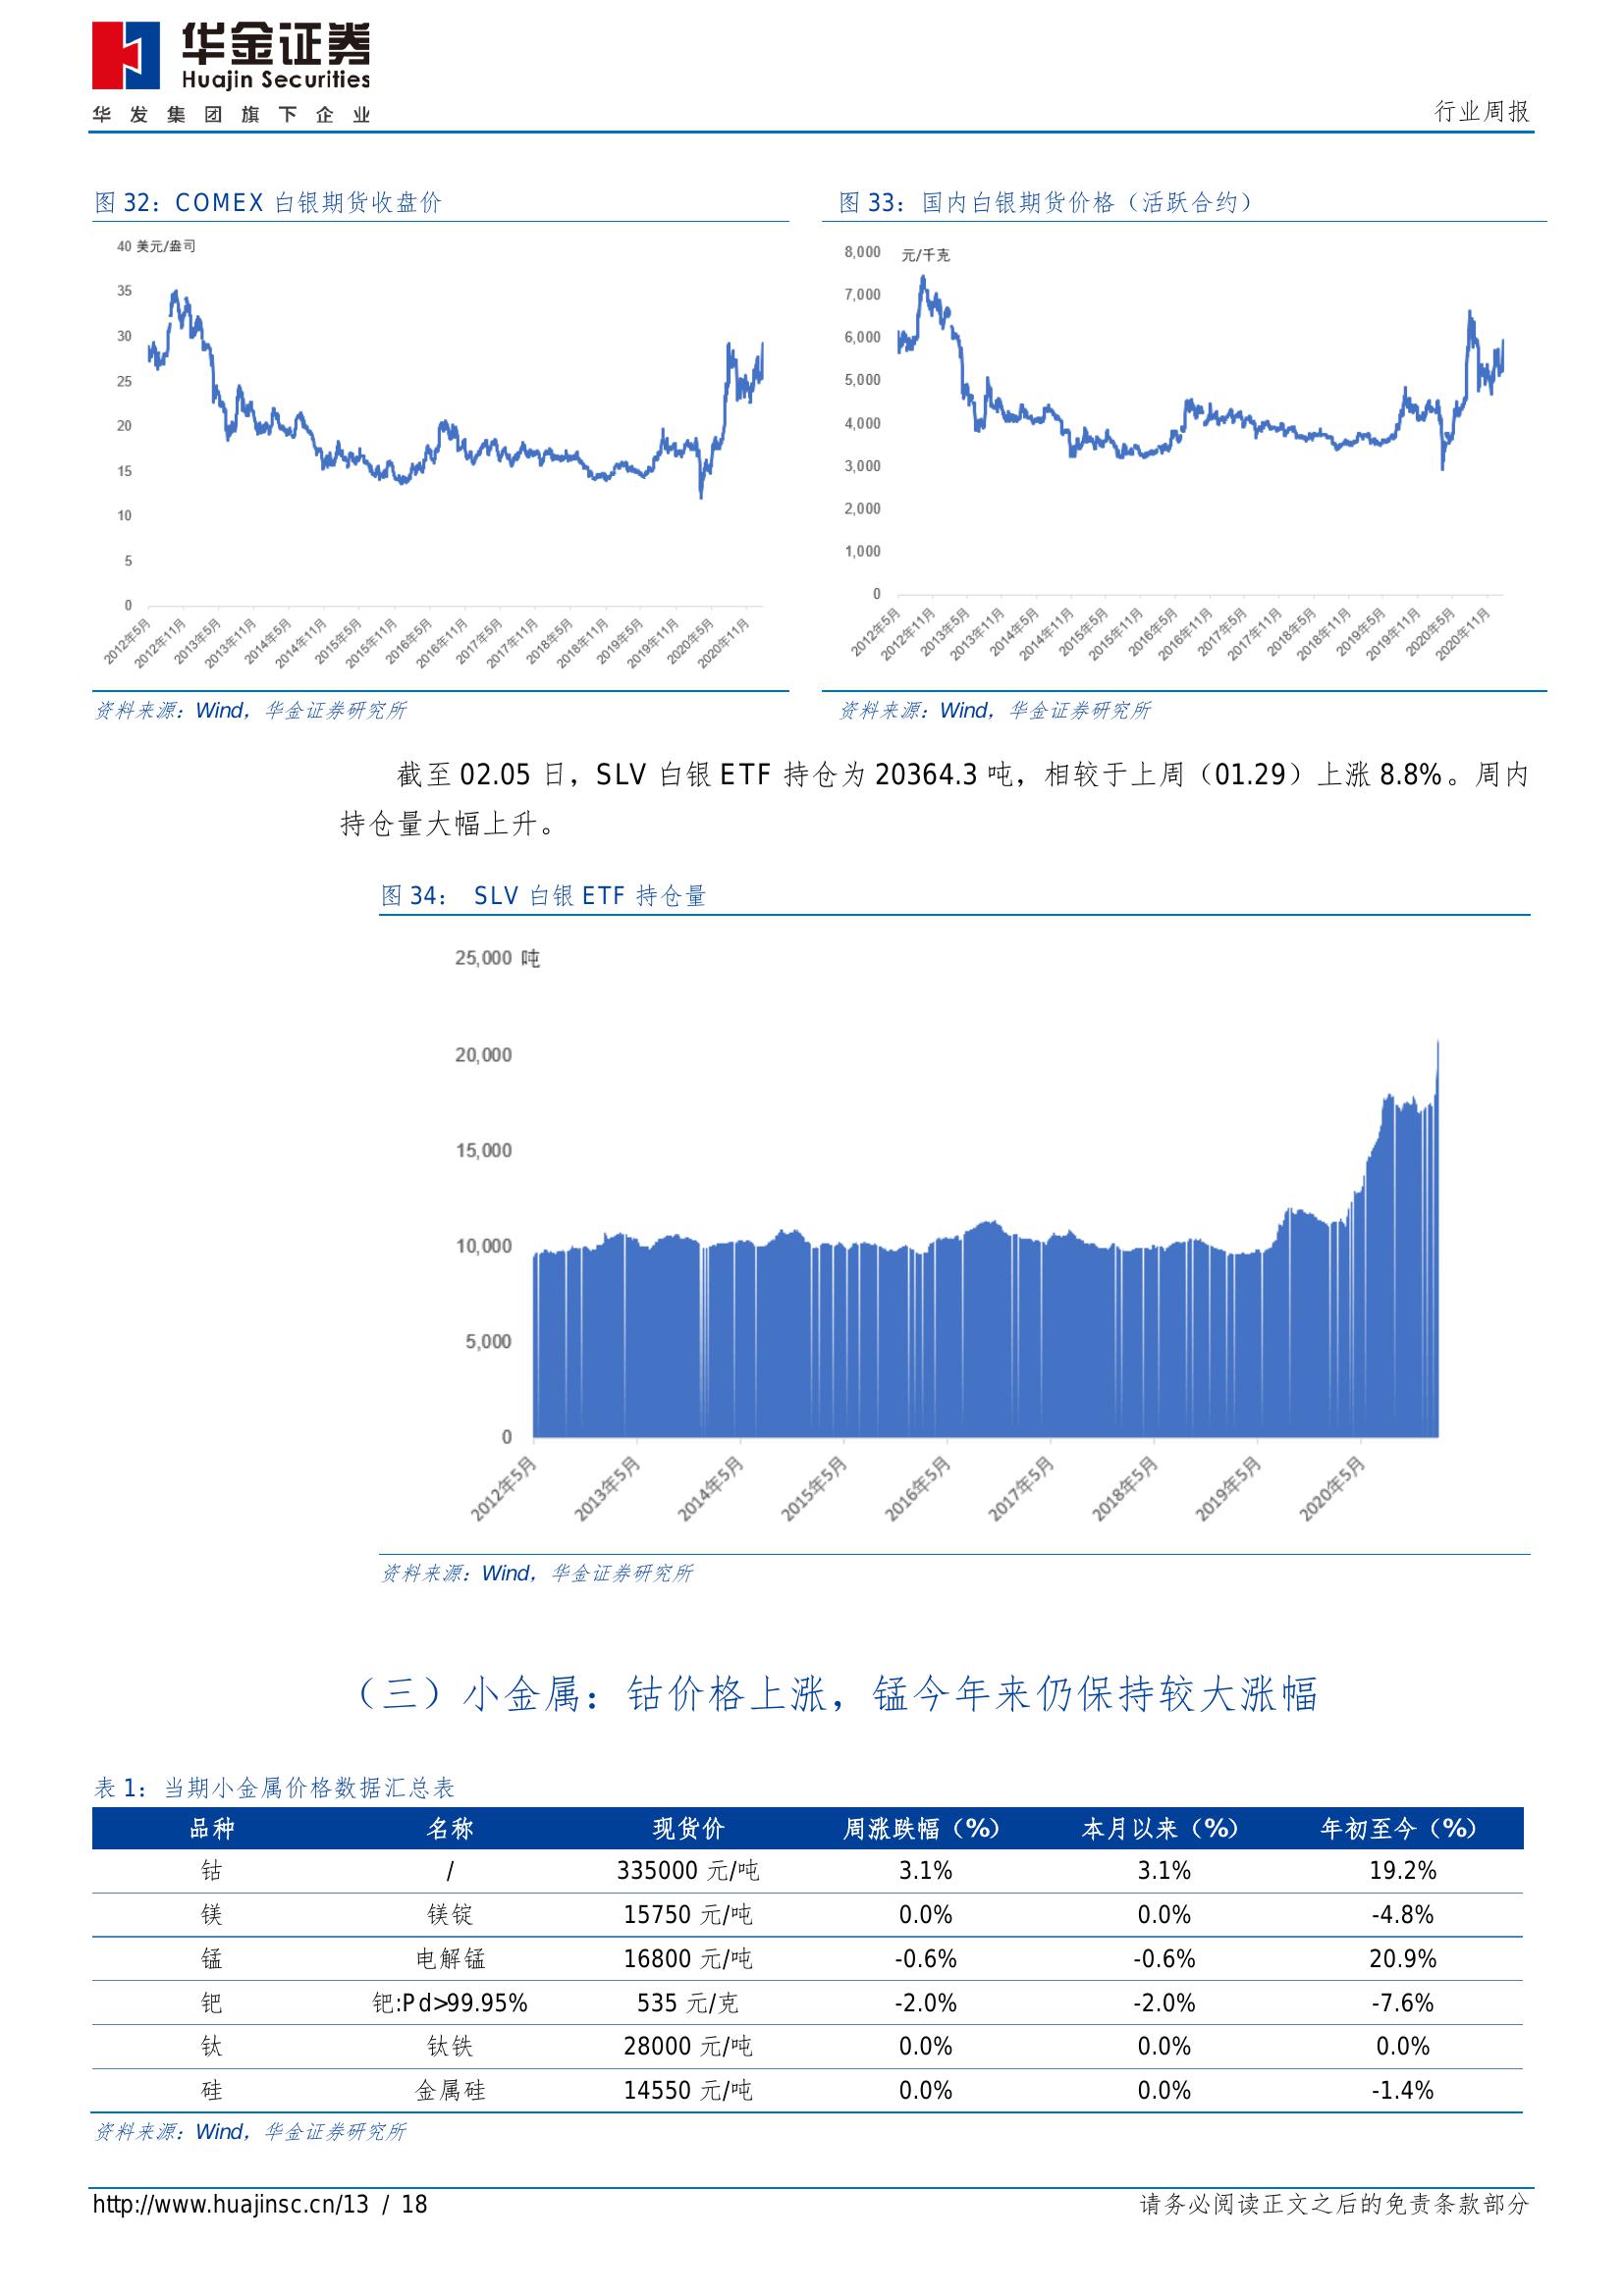 华金证券
Huajin Securities
华发集团旗下企业
行业周报
图 32：COMEX 白银期货收盘价
40 美元/盎司
35
30
25
20
15
10
5
0
2012年5月
2012年11月
2013年5月
2013年11月
2014年5月
2014年11月
2015年5月
2015年11月
2016年5月
2016年11月
2017年5月
2017年11月
2018年5月
2018年11月
2019年5月
2019年11月
2020年5月
2020年11月
资料来源：Wind，华金证券研究所
图 33：国内白银期货价格（活跃合约）
8,000 元/千克
7,000
6,000
5,000
4,000
3,000
2,000
1,000
0
2012年5月
2012年11月
2013年5月
2013年11月
2014年5月
2014年11月
2015年5月
2015年11月
2016年5月
2016年11月
2017年5月
2017年11月
2018年5月
2018年11月
2019年5月
2019年11月
2020年5月
2020年11月
资料来源：Wind，华金证券研究所
截至 02.05 日，SLV 白银 ETF 持仓为 20364.3 吨，相较于上周（01.29）上涨 8.8%。周内
持仓量大幅上升。
图 34： SLV 白银 ETF 持仓量
25,000 吨
20,000
15,000
10,000
5,000
0
2012年5月
2013年5月
2014年5月
2015年5月
2016年5月
2017年5月
2018年5月
2019年5月
2020年5月
资料来源：Wind，华金证券研究所
（三）小金属：钴价格上涨，锰今年来仍保持较大涨幅
表 1：当期小金属价格数据汇总表
品种 名称 现货价 周涨跌幅（%） 本月以来（%） 年初至今（%）
钴 / 335000 元/吨 3.1% 3.1% 19.2%
镁 镁锭 15750 元/吨 0.0% 0.0% -4.8%
锰 电解锰 16800 元/吨 -0.6% -0.6% 20.9%
钯 钯:Pd>99.95% 535 元/克 -2.0% -2.0% -7.6%
钛 钛铁 28000 元/吨 0.0% 0.0% 0.0%
硅 金属硅 14550 元/吨 0.0% 0.0% -1.4%
资料来源：Wind，华金证券研究所
http://www.huajinsc.cn/13 / 18
请务必阅读正文之后的免责条款部分